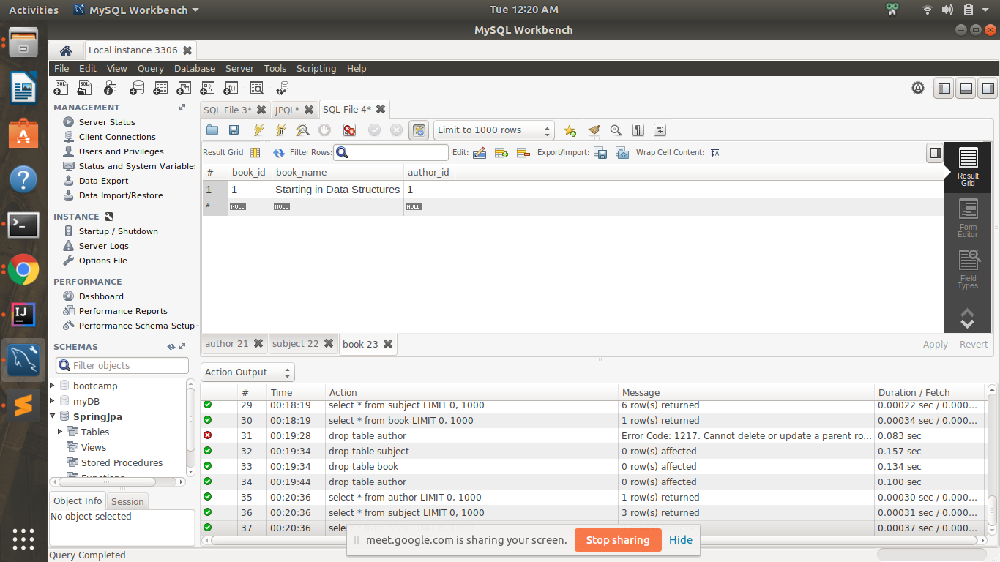 Activities MySQL Workbench Tue 12:20 AM
MySQL Workbench
Local instance 3306
File Edit View Query Database Server Tools Scripting Help
MANAGEMENT
Server Status
Client Connections
Users and Privileges
Status and System Variables
Data Export
Data Import/Restore
INSTANCE
Startup / Shutdown
Server Logs
Options File
PERFORMANCE
Dashboard
Performance Reports
Performance Schema Setup
SCHEMAS
Filter objects
bootcamp
myDB
SpringJpa
Tables
Views
Stored Procedures
Functions
Object Info Session
No object selected
SQL File 3* JPQL* SQL File 4*
Limit to 1000 rows
Result Grid Filter Rows: Edit: Export/Import: Wrap Cell Content:
# book_id book_name author_id
1 1 Starting in Data Structures 1
* NULL NULL NULL
Result
Grid
Form
Editor
Field
Types
author 21 subject 22 book 23 Apply Revert
Action Output
# Time Action Message Duration / Fetch
29 00:18:19 select * from subject LIMIT 0, 1000 6 row(s) returned 0.00022 sec / 0.000...
30 00:18:19 select * from book LIMIT 0, 1000 1 row(s) returned 0.00034 sec / 0.000...
31 00:19:28 drop table author Error Code: 1217. Cannot delete or update a parent ro... 0.083 sec
32 00:19:34 drop table subject 0 row(s) affected 0.157 sec
33 00:19:34 drop table book 0 row(s) affected 0.134 sec
34 00:19:44 drop table author 0 row(s) affected 0.100 sec
35 00:20:36 select * from author LIMIT 0, 1000 1 row(s) returned 0.00030 sec / 0.000...
36 00:20:36 select * from subject LIMIT 0, 1000 3 row(s) returned 0.00031 sec / 0.000...
37 00:20:36 select * from book LIMIT 0, 1000 0.00037 sec / 0.000...
meet.google.com is sharing your screen. Stop sharing Hide
Query Completed